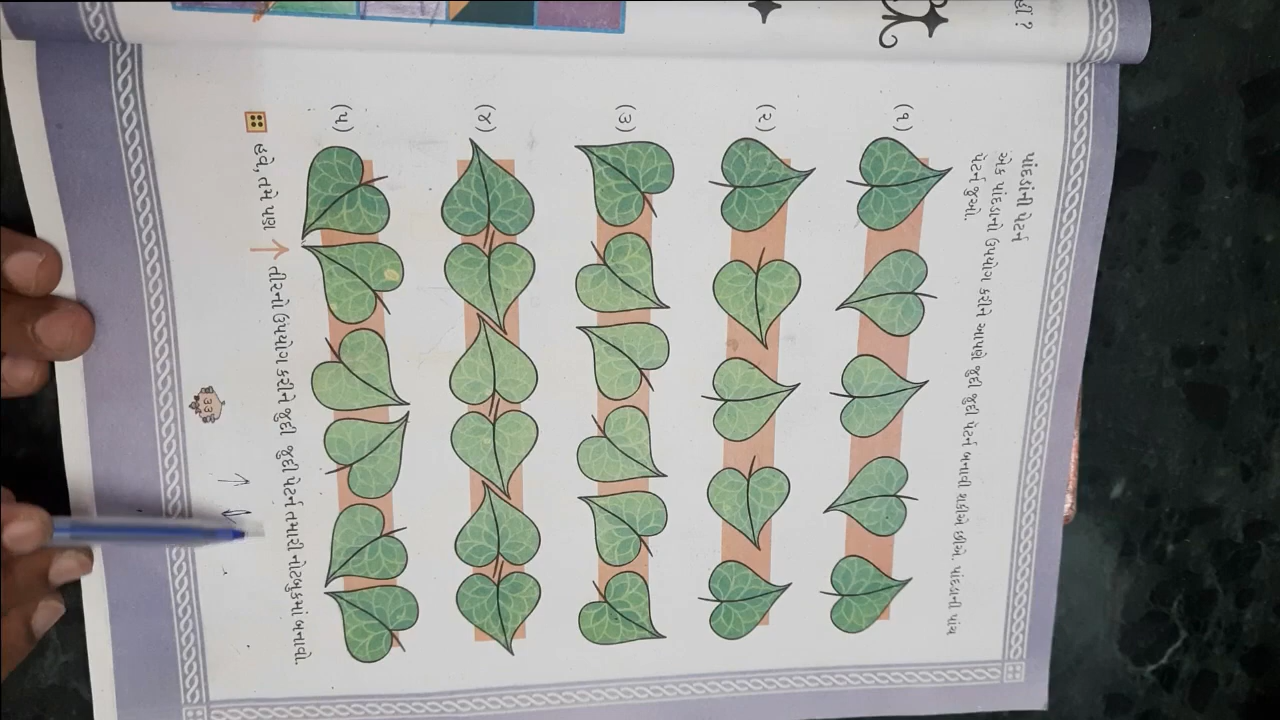 પાંદડાંની પેટર્ન
એક પાંદડાનો ઉપયોગ કરીને આપણે જુદી જુદી પેટર્ન બનાવી શકીએ છીએ. પાંદડાંની પાંચ
પેટર્ન જુઓ.
(૧)
(૨)
(૩)
(૪)
(૫)
હવે, તમે પણ ↑ તીરનો ઉપયોગ કરીને જુદી જુદી પેટર્ન તમારી નોટબુકમાં બનાવો.
33